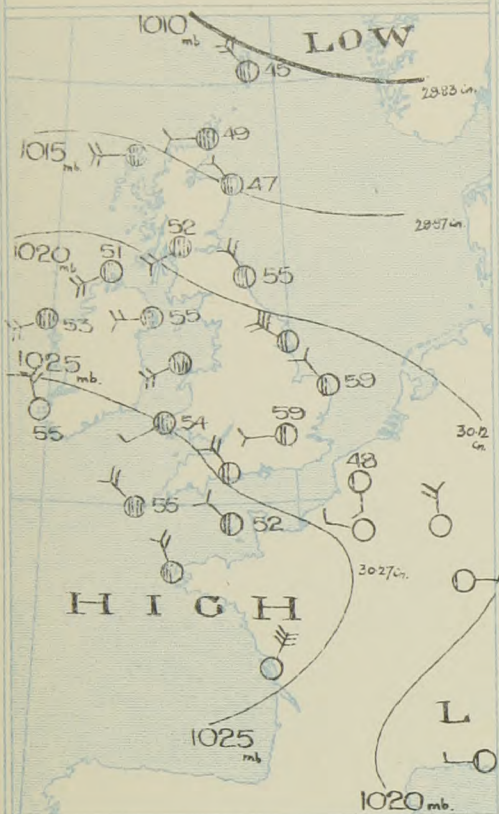 1010 mb
LOW
45
29.83 in.
49
1015 mb.
47
29.97 in.
52
1020 mb
51
55
53
55
1025 mb.
59
55
54
59
30.12 in.
48
55
52
30.27 in.
HIGH
L
1025 mb
1020 mb.